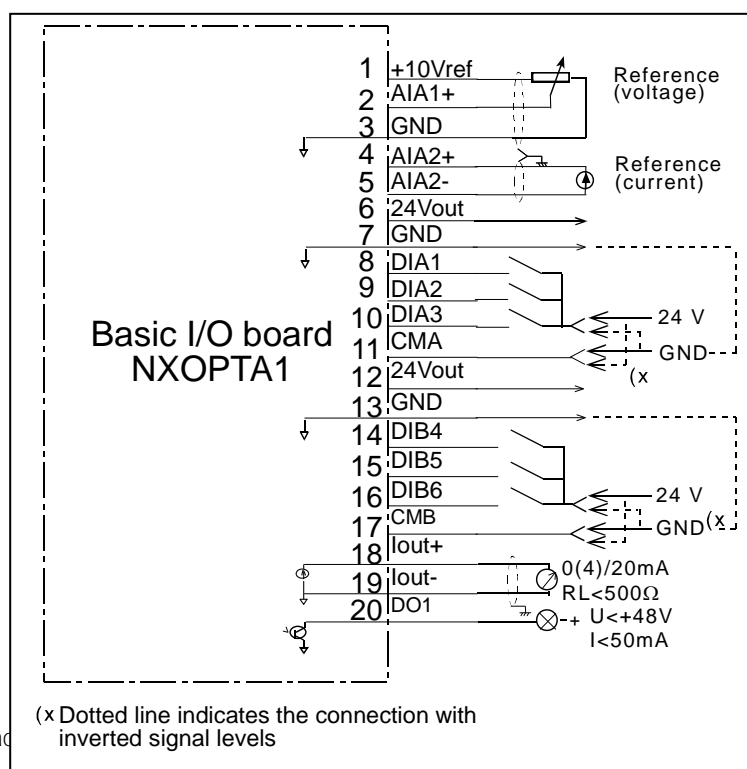 1 +10Vref
Reference
(voltage)
2 AIA1+
3 GND
4 AIA2+
Reference
(current)
5 AIA2-
6 24Vout
7 GND
8 DIA1
9 DIA2
10 DIA3
24 V
11 CMA
GND
(x
Basic I/O board
NXOPTA1
12 24Vout
13 GND
14 DIB4
15 DIB5
16 DIB6
24 V
17 CMB
GND (x
18 Iout+
0(4)/20mA
19 Iout-
RL<500Ω
20 DO1
-+ U<+48V
I<50mA
(x Dotted line indicates the connection with
inverted signal levels